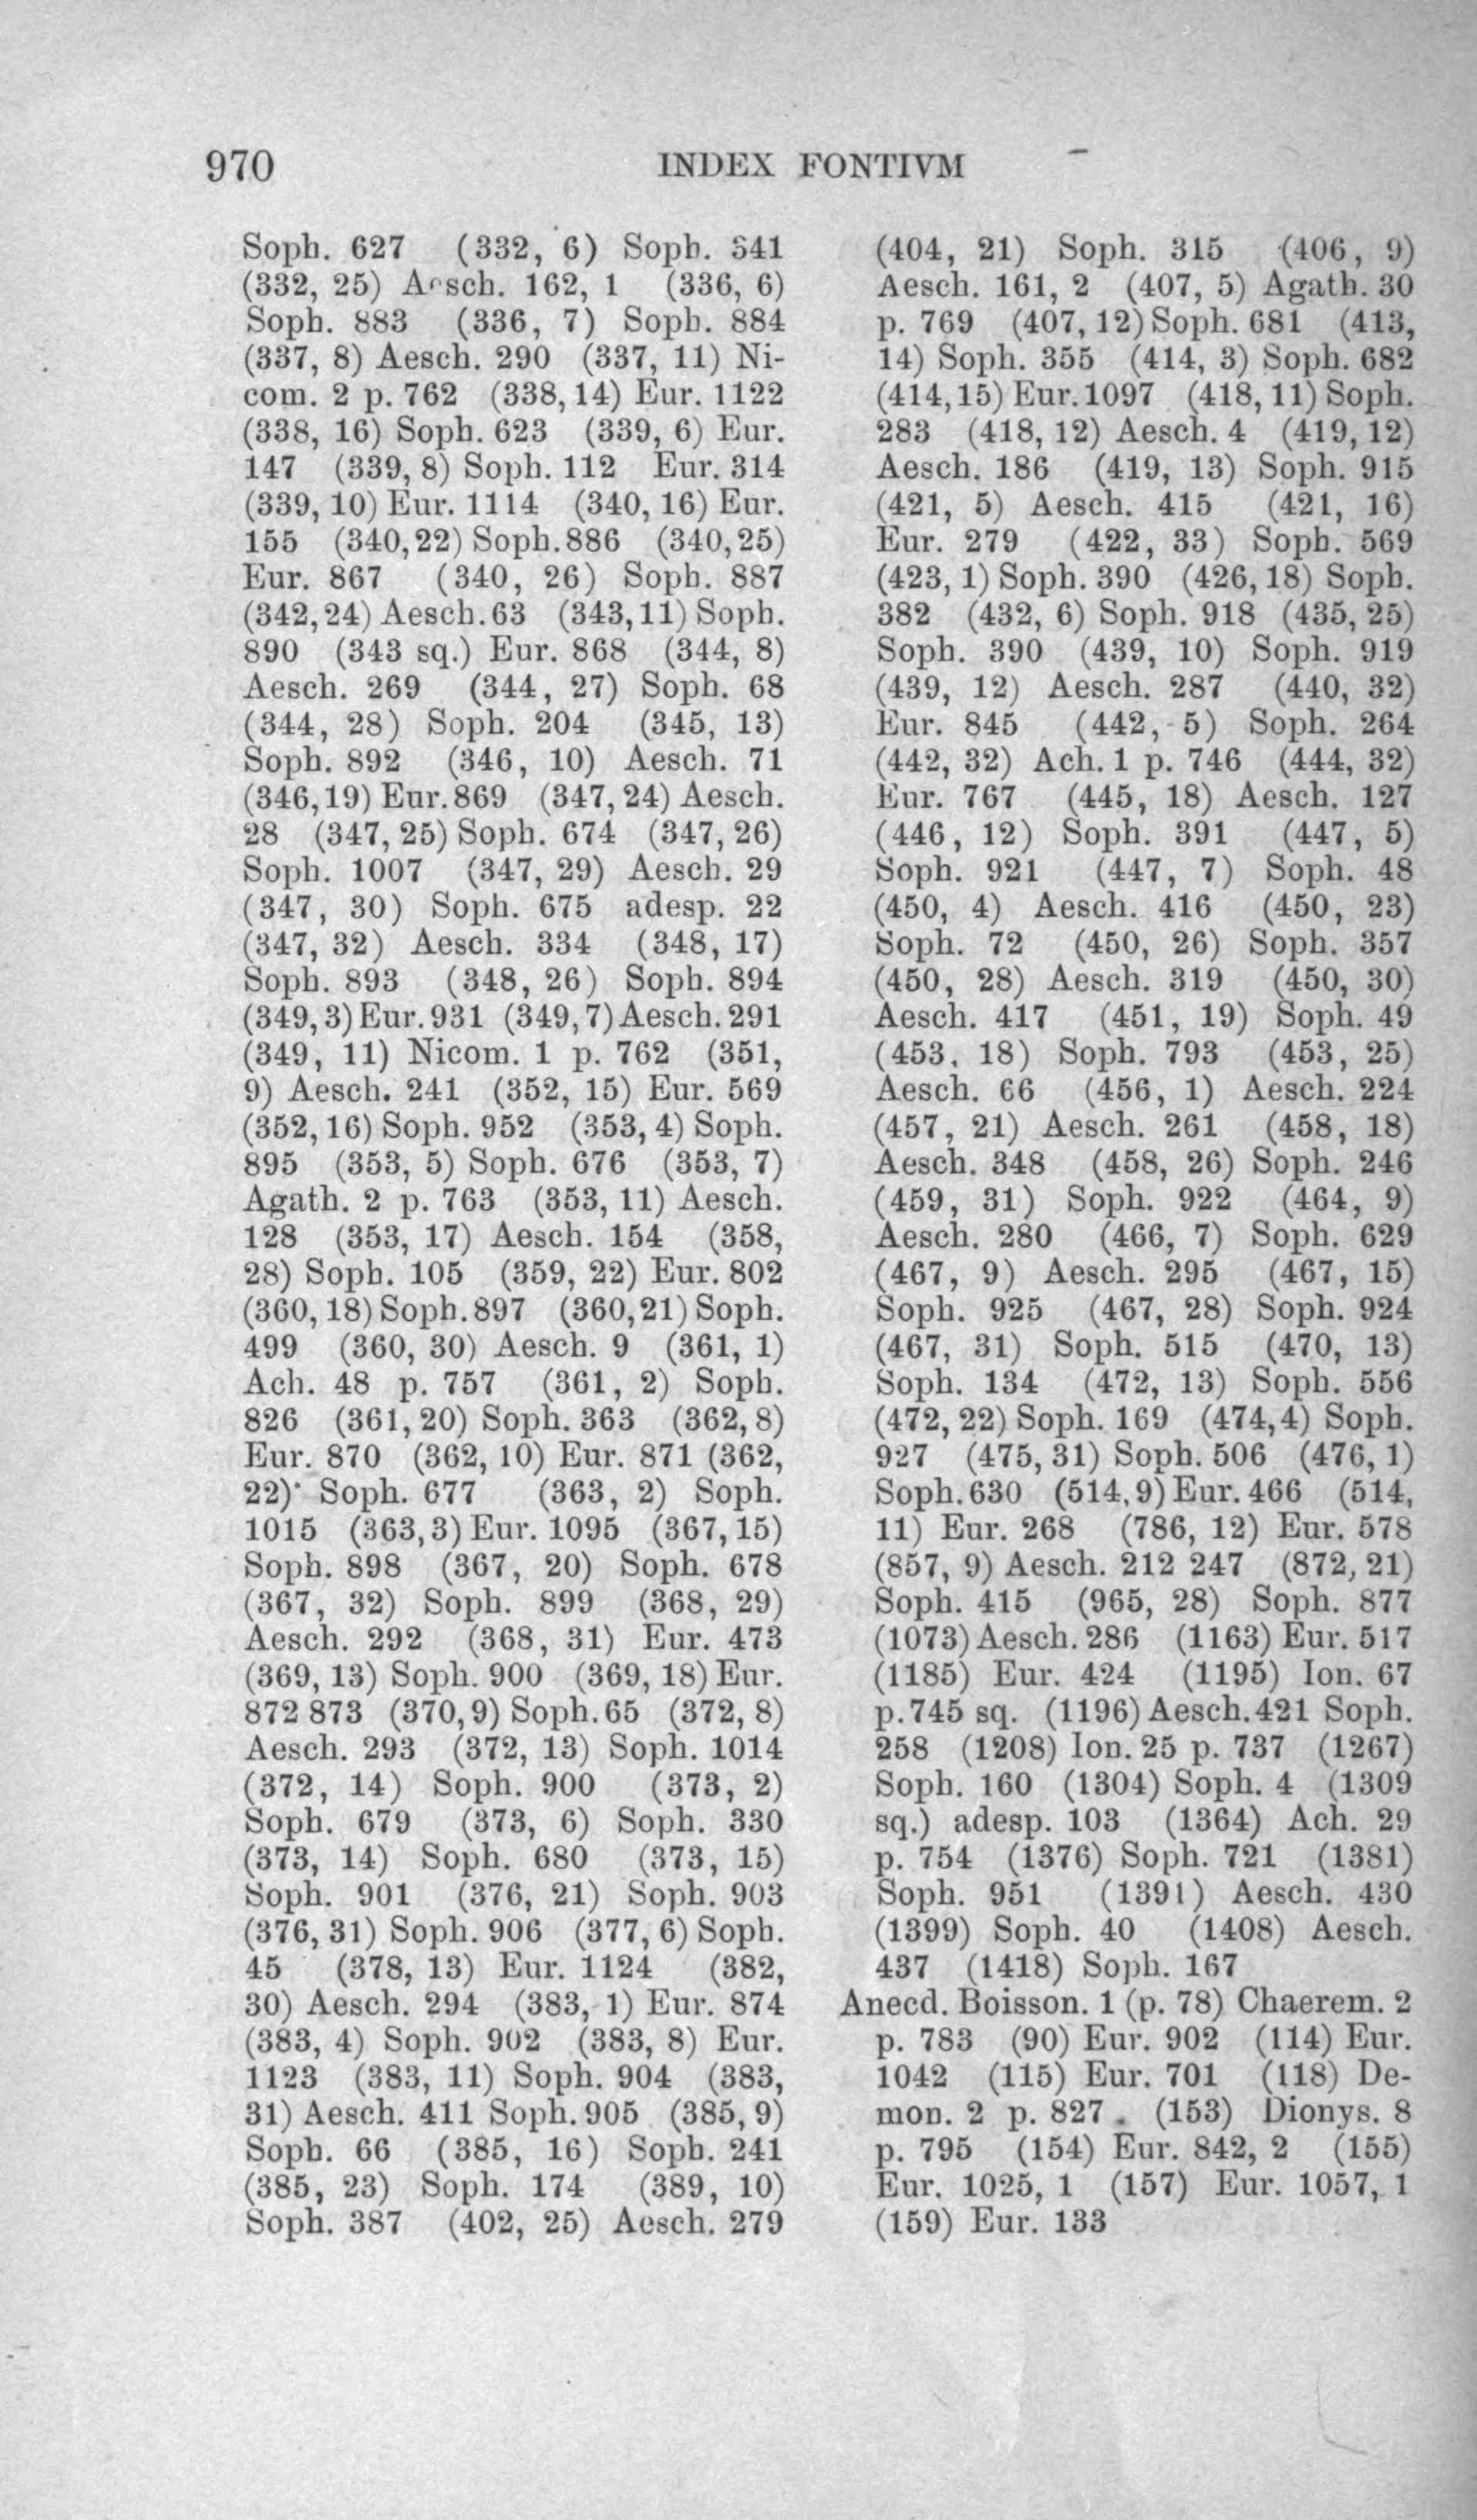 970
INDEX FONTIVM
Soph. 627 (332, 6) Soph. 341
(332, 25) Aesch. 162, 1 (336, 6)
Soph. 883 (336, 7) Soph. 884
(337, 8) Aesch. 290 (337, 11) Ni-
com. 2 p. 762 (338, 14) Eur. 1122
(338, 16) Soph. 623 (339, 6) Eur.
147 (339, 8) Soph. 112 Eur. 314
(339, 10) Eur. 1114 (340, 16) Eur.
155 (340, 22) Soph. 886 (340, 25)
Eur. 867 (340, 26) Soph. 887
(342, 24) Aesch. 63 (343, 11) Soph.
890 (343 sq.) Eur. 868 (344, 8)
Aesch. 269 (344, 27) Soph. 68
(344, 28) Soph. 204 (345, 13)
Soph. 892 (346, 10) Aesch. 71
(346, 19) Eur. 869 (347, 24) Aesch.
28 (347, 25) Soph. 674 (347, 26)
Soph. 1007 (347, 29) Aesch. 29
(347, 30) Soph. 675 adesp. 22
(347, 32) Aesch. 334 (348, 17)
Soph. 893 (348, 26) Soph. 894
(349, 3) Eur. 931 (349, 7) Aesch. 291
(349, 11) Nicom. 1 p. 762 (351,
9) Aesch. 241 (352, 15) Eur. 569
(352, 16) Soph. 952 (353, 4) Soph.
895 (353, 5) Soph. 676 (353, 7)
Agath. 2 p. 763 (353, 11) Aesch.
128 (353, 17) Aesch. 154 (358,
28) Soph. 105 (359, 22) Eur. 802
(360, 18) Soph. 897 (360, 21) Soph.
499 (360, 30) Aesch. 9 (361, 1)
Ach. 48 p. 757 (361, 2) Soph.
826 (361, 20) Soph. 363 (362, 8)
Eur. 870 (362, 10) Eur. 871 (362,
22) Soph. 677 (363, 2) Soph.
1015 (363, 3) Eur. 1095 (367, 15)
Soph. 898 (367, 20) Soph. 678
(367, 32) Soph. 899 (368, 29)
Aesch. 292 (368, 31) Eur. 473
(369, 13) Soph. 900 (369, 18) Eur.
872 873 (370, 9) Soph. 65 (372, 8)
Aesch. 293 (372, 13) Soph. 1014
(372, 14) Soph. 900 (373, 2)
Soph. 679 (373, 6) Soph. 330
(373, 14) Soph. 680 (373, 15)
Soph. 901 (376, 21) Soph. 903
(376, 31) Soph. 906 (377, 6) Soph.
45 (378, 13) Eur. 1124 (382,
30) Aesch. 294 (383, 1) Eur. 874
(383, 4) Soph. 902 (383, 8) Eur.
1123 (383, 11) Soph. 904 (383,
31) Aesch. 411 Soph. 905 (385, 9)
Soph. 66 (385, 16) Soph. 241
(385, 23) Soph. 174 (389, 10)
Soph. 387 (402, 25) Aesch. 279
(404, 21) Soph. 315 (406, 9)
Aesch. 161, 2 (407, 5) Agath. 30
p. 769 (407, 12) Soph. 681 (413,
14) Soph. 355 (414, 3) Soph. 682
(414, 15) Eur. 1097 (418, 11) Soph.
283 (418, 12) Aesch. 4 (419, 12)
Aesch. 186 (419, 13) Soph. 915
(421, 5) Aesch. 415 (421, 16)
Eur. 279 (422, 33) Soph. 569
(423, 1) Soph. 390 (426, 18) Soph.
382 (432, 6) Soph. 918 (435, 25)
Soph. 390 (439, 10) Soph. 919
(439, 12) Aesch. 287 (440, 32)
Eur. 845 (442, 5) Soph. 264
(442, 32) Ach. 1 p. 746 (444, 32)
Eur. 767 (445, 18) Aesch. 127
(446, 12) Soph. 391 (447, 5)
Soph. 921 (447, 7) Soph. 48
(450, 4) Aesch. 416 (450, 23)
Soph. 72 (450, 26) Soph. 357
(450, 28) Aesch. 319 (450, 30)
Aesch. 417 (451, 19) Soph. 49
(453, 18) Soph. 793 (453, 25)
Aesch. 66 (456, 1) Aesch. 224
(457, 21) Aesch. 261 (458, 18)
Aesch. 348 (458, 26) Soph. 246
(459, 31) Soph. 922 (464, 9)
Aesch. 280 (466, 7) Soph. 629
(467, 9) Aesch. 295 (467, 15)
Soph. 925 (467, 28) Soph. 924
(467, 31) Soph. 515 (470, 13)
Soph. 134 (472, 13) Soph. 556
(472, 22) Soph. 169 (474, 4) Soph.
927 (475, 31) Soph. 506 (476, 1)
Soph. 630 (514, 9) Eur. 466 (514,
11) Eur. 268 (786, 12) Eur. 578
(857, 9) Aesch. 212 247 (872, 21)
Soph. 415 (965, 28) Soph. 877
(1073) Aesch. 286 (1163) Eur. 517
(1185) Eur. 424 (1195) Ion. 67
p. 745 sq. (1196) Aesch. 421 Soph.
258 (1208) Ion. 25 p. 737 (1267)
Soph. 160 (1304) Soph. 4 (1309
sq.) adesp. 103 (1364) Ach. 29
p. 754 (1376) Soph. 721 (1381)
Soph. 951 (1391) Aesch. 430
(1399) Soph. 40 (1408) Aesch.
437 (1418) Soph. 167
Anecd. Boisson. 1 (p. 78) Chaerem. 2
p. 783 (90) Eur. 902 (114) Eur.
1042 (115) Eur. 701 (118) De-
mon. 2 p. 827. (153) Dionys. 8
p. 795 (154) Eur. 842, 2 (155)
Eur. 1025, 1 (157) Eur. 1057, 1
(159) Eur. 133